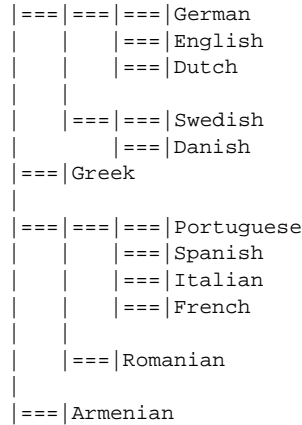 |===|===|===|German
|   |   |===|English
|   |   |===|Dutch
|   |
|   |===|===|Swedish
|       |===|Danish
|===|Greek
|
|===|===|===|Portuguese
|   |   |===|Spanish
|   |   |===|Italian
|   |   |===|French
|   |
|   |===|Romanian
|
|===|Armenian